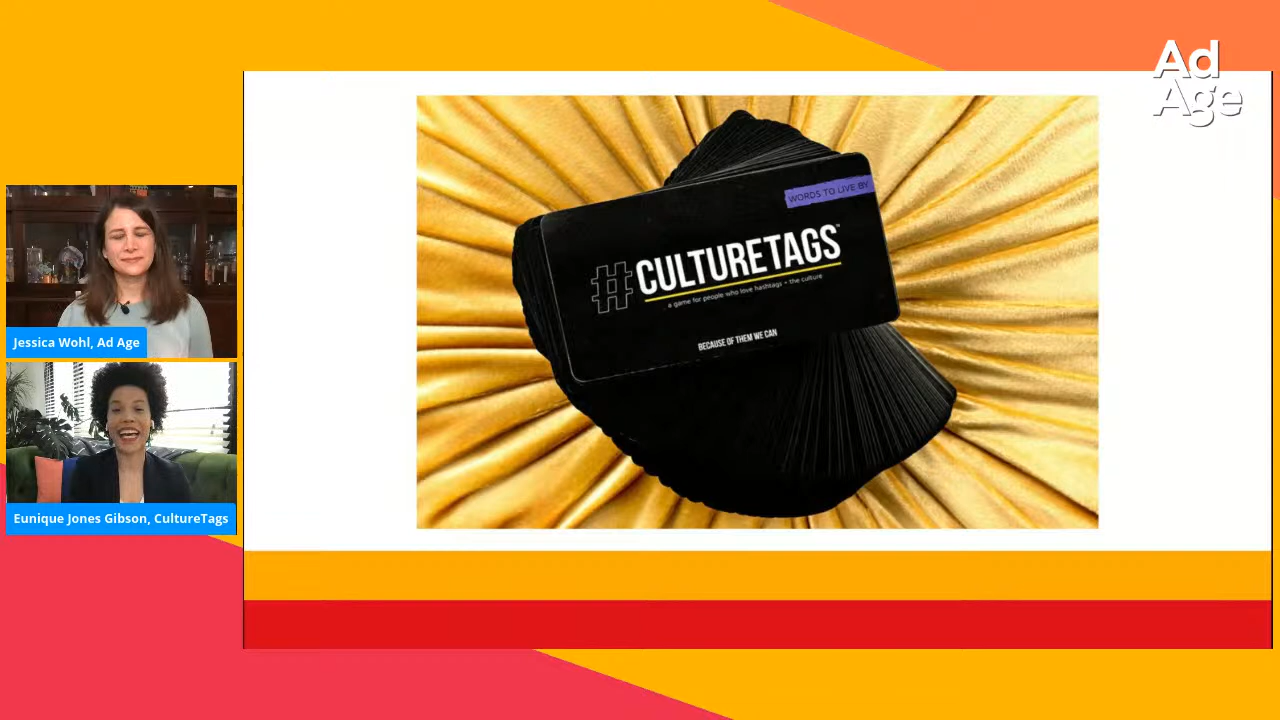 Ad
Age
Jessica Wohl, Ad Age
Eunique Jones Gibson, CultureTags
WORDS TO LIVE BY
#CULTURETAGS™
a game for people who love hashtags + the culture
BECAUSE OF THEM WE CAN